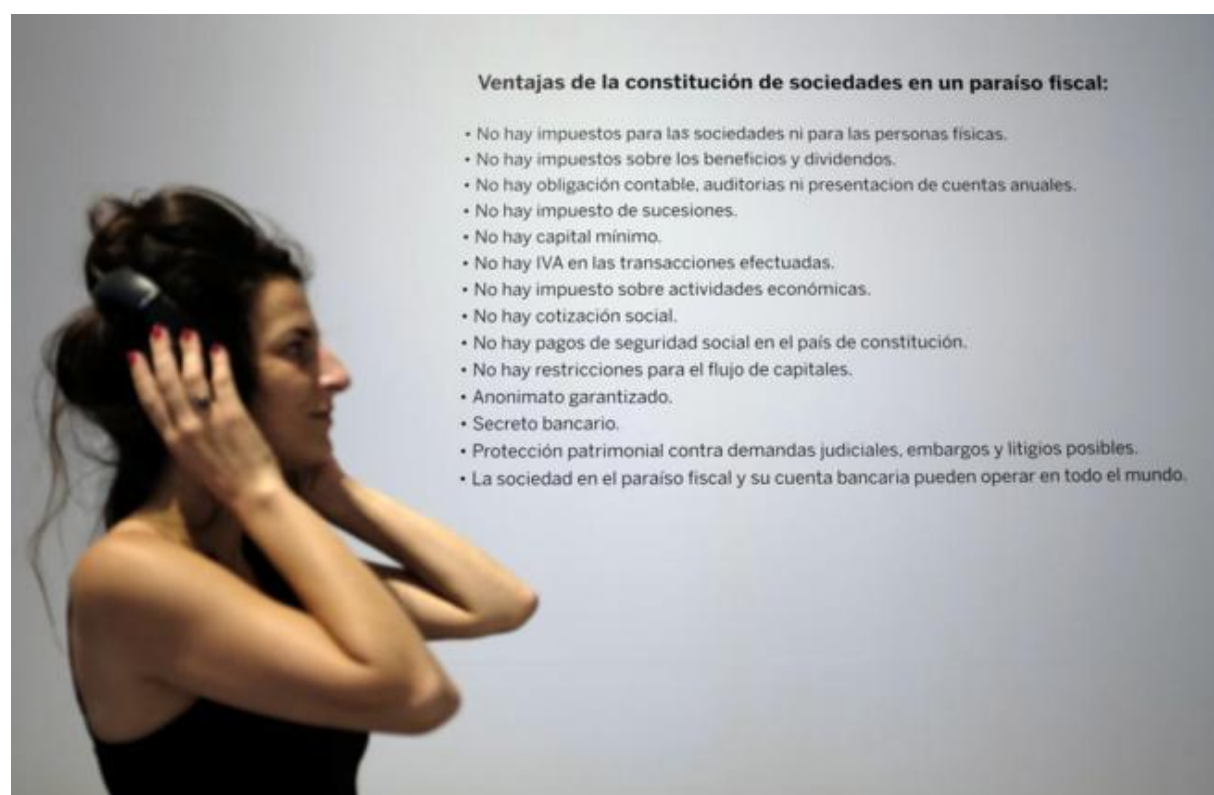 Ventajas de la constitución de sociedades en un paraíso fiscal:
• No hay impuestos para las sociedades ni para las personas físicas.
• No hay impuestos sobre los beneficios y dividendos.
• No hay obligación contable, auditorias ni presentacion de cuentas anuales.
• No hay impuesto de sucesiones.
• No hay capital mínimo.
• No hay IVA en las transacciones efectuadas.
• No hay impuesto sobre actividades económicas.
• No hay cotización social.
• No hay pagos de seguridad social en el país de constitución.
• No hay restricciones para el flujo de capitales.
• Anonimato garantizado.
• Secreto bancario.
• Protección patrimonial contra demandas judiciales, embargos y litigios posibles.
• La sociedad en el paraíso fiscal y su cuenta bancaria pueden operar en todo el mundo.